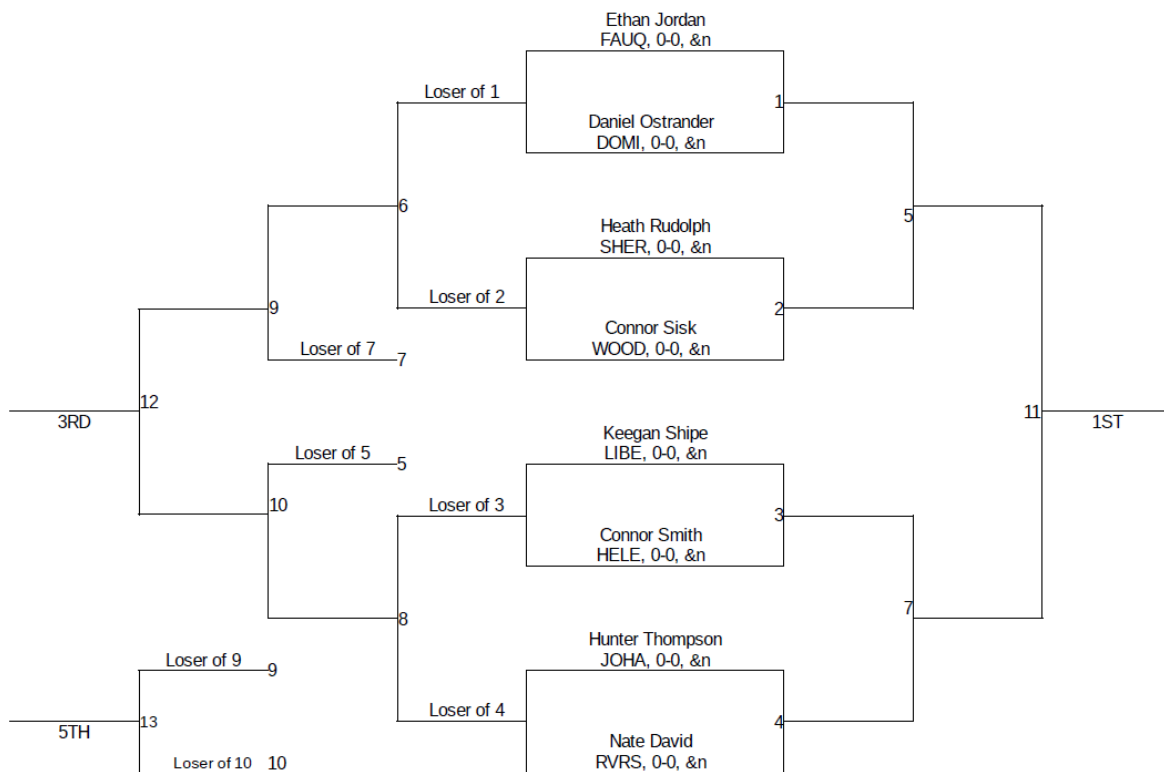 Ethan Jordan
FAUQ, 0-0, &n
Loser of 1
1
Daniel Ostrander
DOMI, 0-0, &n
6
5
Heath Rudolph
SHER, 0-0, &n
Loser of 2
2
9
Connor Sisk
WOOD, 0-0, &n
Loser of 7
7
12
3RD
11
1ST
Keegan Shipe
LIBE, 0-0, &n
Loser of 5
5
10
Loser of 3
3
Connor Smith
HELE, 0-0, &n
8
7
Hunter Thompson
JOHA, 0-0, &n
Loser of 9
9
Loser of 4
4
13
5TH
Nate David
RVRS, 0-0, &n
Loser of 10
10